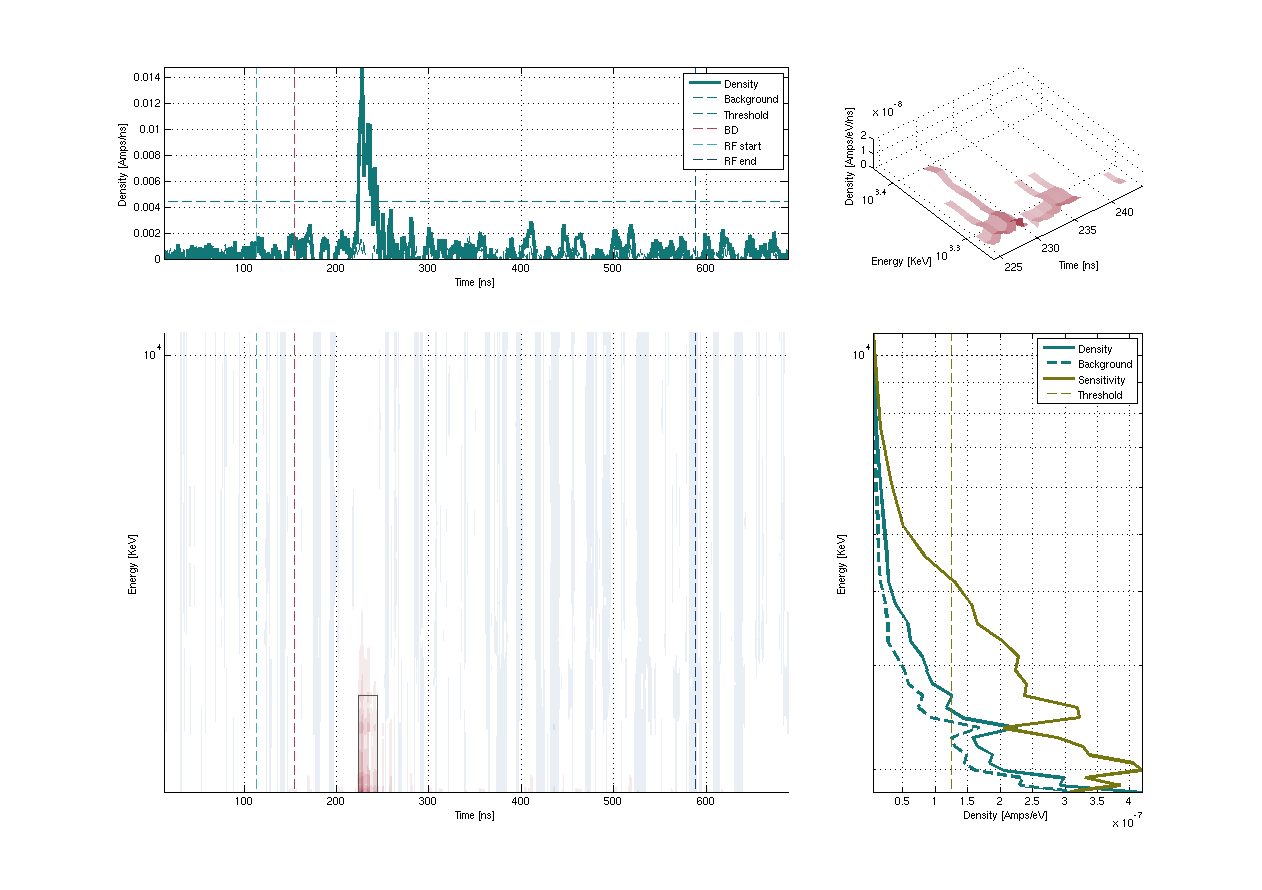 0.014
0.012
0.01
0.008
0.006
0.004
0.002
0
Density [Amps/ns]
100 200 300 400 500 600
Time [ns]
Density
Background
Threshold
BD
RF start
RF end
x 10^-8
2
1
0
Density [Amps/eV/ns]
10^3.4
10^3.3
Energy [KeV]
225 230 235 240
Time [ns]
10^4
Energy [KeV]
100 200 300 400 500 600
Time [ns]
10^4
Energy [KeV]
Density
Background
Sensitivity
Threshold
0.5 1 1.5 2 2.5 3 3.5 4
Density [Amps/eV]
x 10^-7